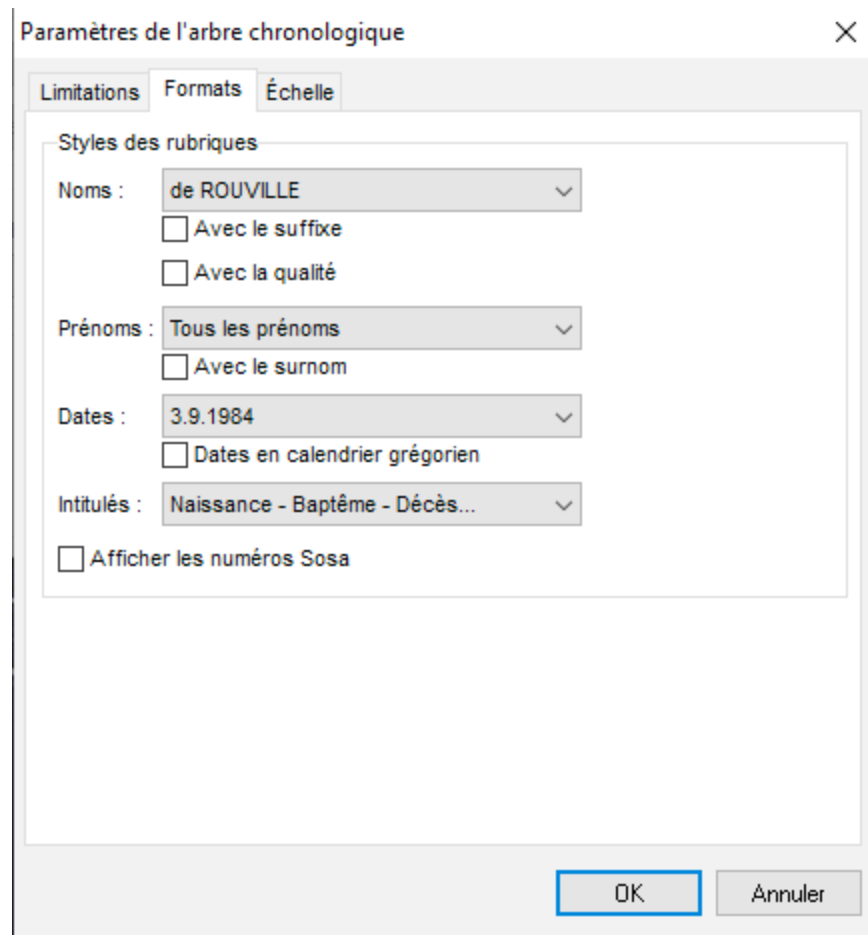 Paramètres de l'arbre chronologique
Limitations Formats Échelle
Styles des rubriques
Noms : de ROUVILLE
Avec le suffixe
Avec la qualité
Prénoms : Tous les prénoms
Avec le surnom
Dates : 3.9.1984
Dates en calendrier grégorien
Intitulés : Naissance - Baptême - Décès...
Afficher les numéros Sosa
OK Annuler